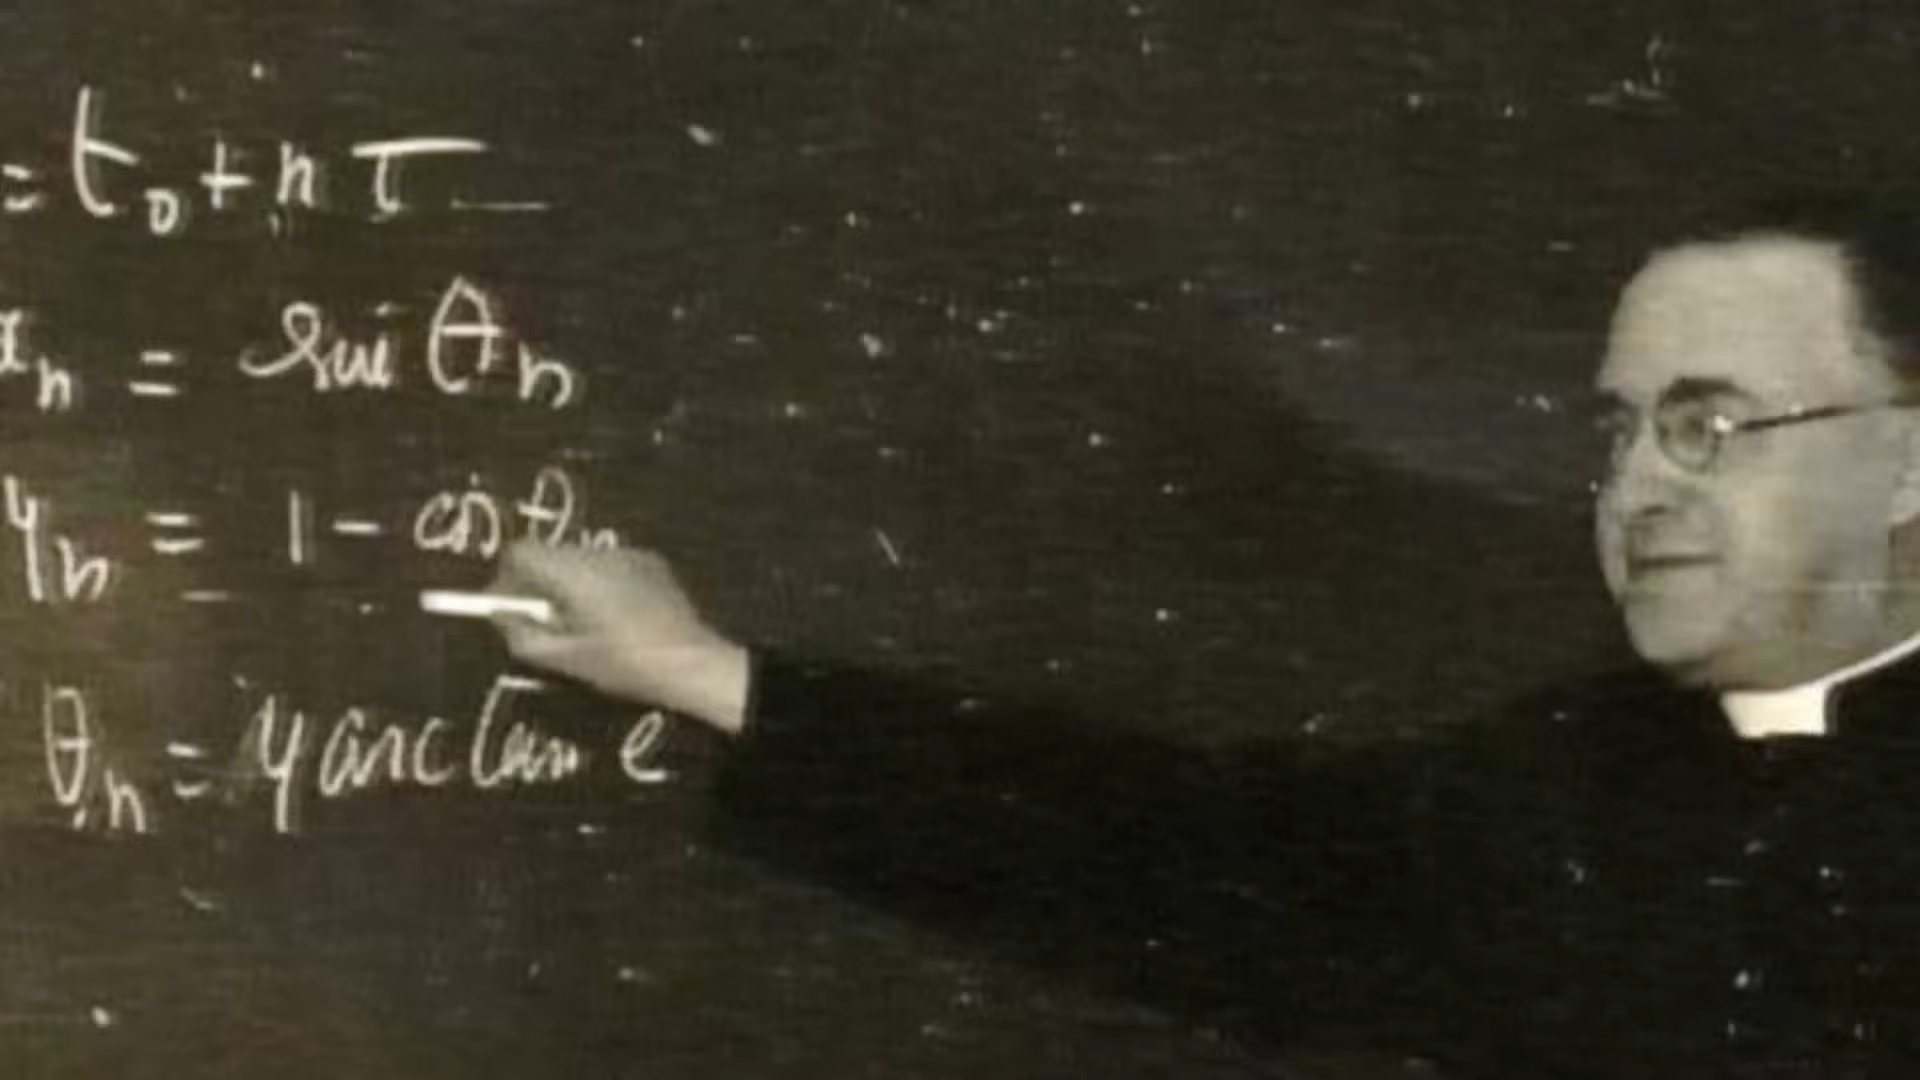 = t₀ + n τ
xₙ = sin θₙ
yₙ = 1 - cos θₙ
θₙ = 4 arc tan e